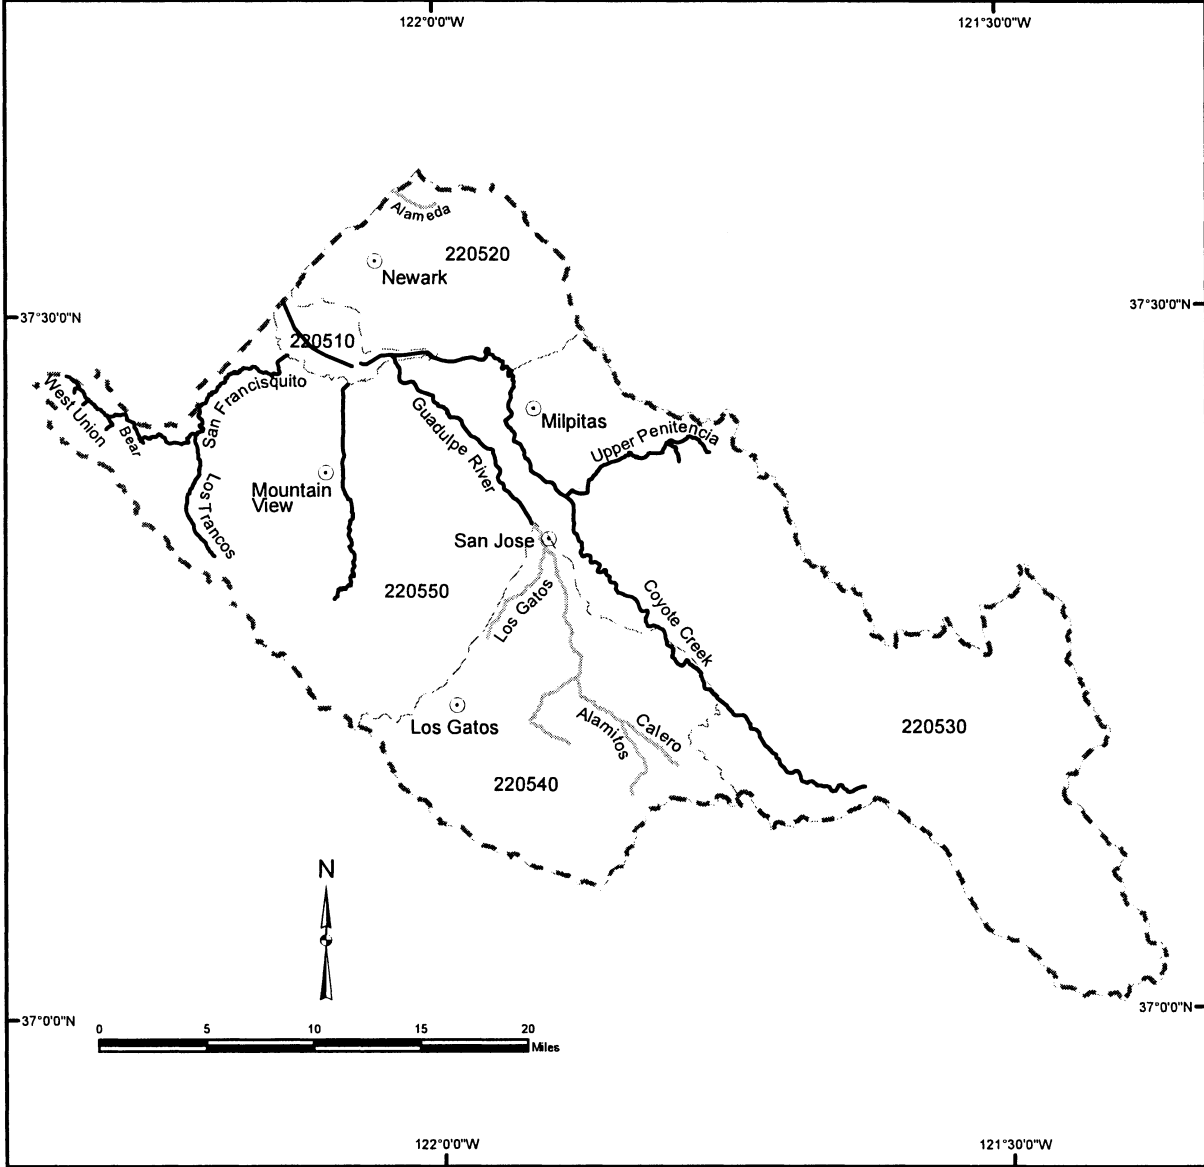 122°0'0"W
121°30'0"W
Alameda
220520
Newark
37°30'0"N
37°30'0"N
220510
San Francisquito
West Union
Bear
Guadulpe River
Milpitas
Upper Penitencia
Mountain
View
Los Trancos
San Jose
220550
Los Gatos
Coyote Creek
Los Gatos
Alamitos
Calero
220530
220540
N
37°0'0"N
37°0'0"N
0 5 10 15 20
Miles
122°0'0"W
121°30'0"W